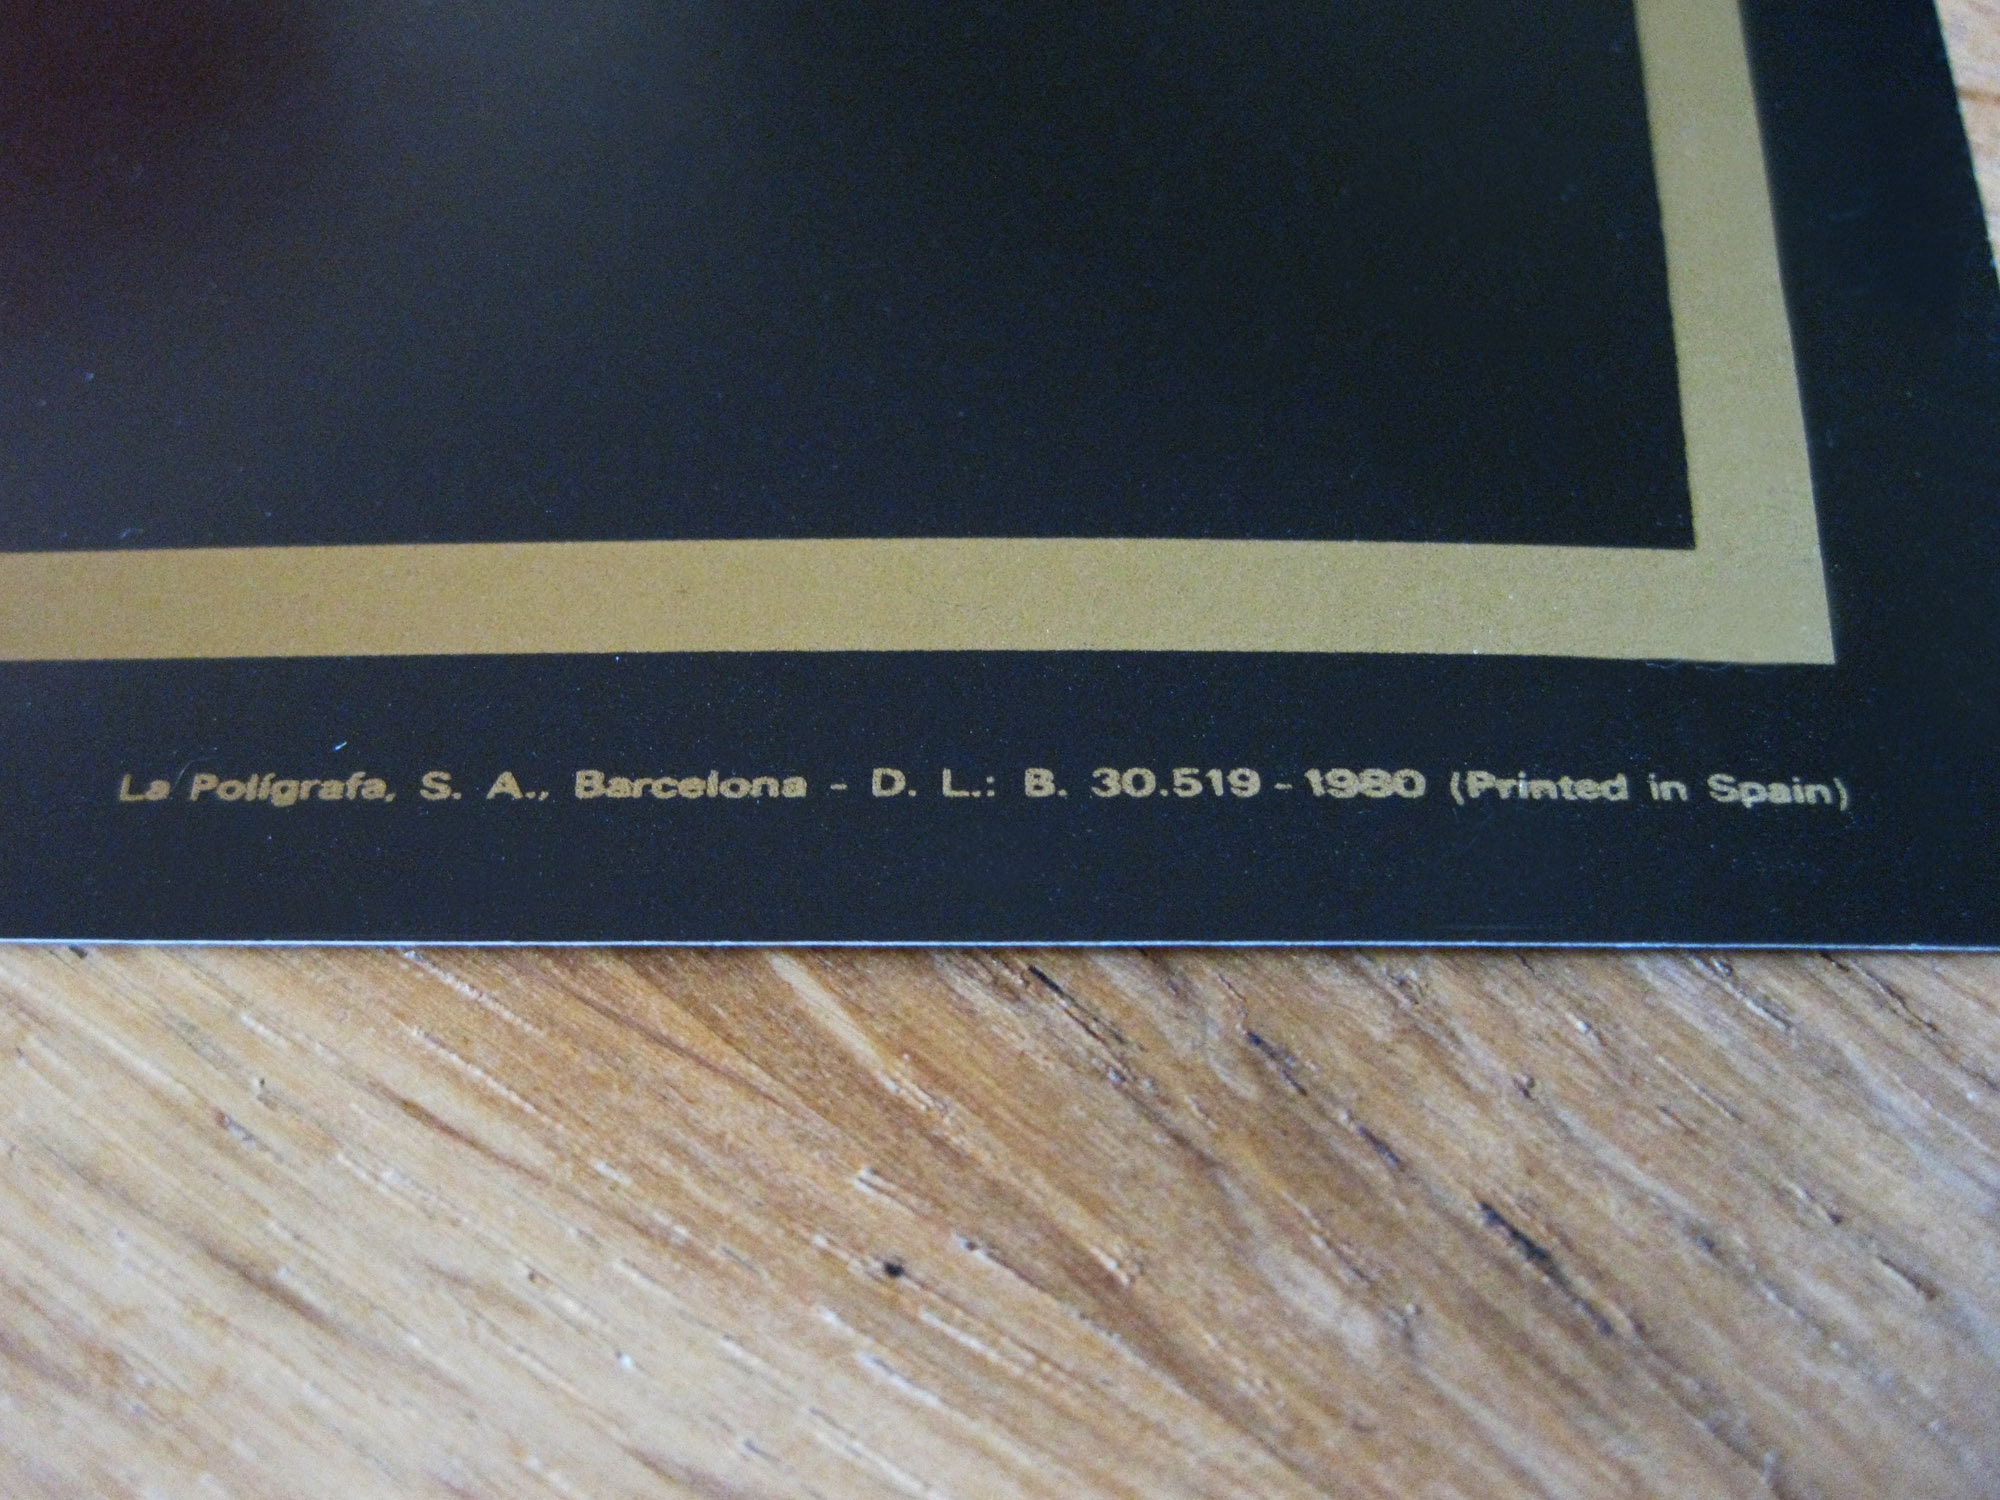 La Polígrafa, S. A., Barcelona - D. L.: B. 30.519 - 1980 (Printed in Spain)